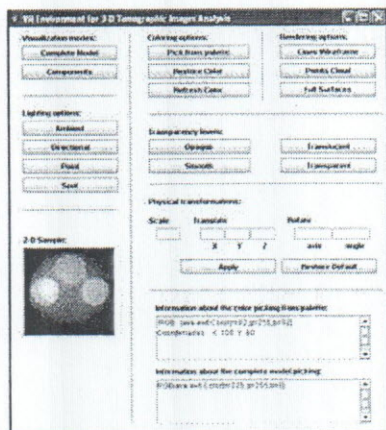 VR Environment for 3-D Tomographic Images Analysis
Visualization modes:
Complete Model
Components
Coloring options:
Pick from palette
Restore Color
Refresh Color
Rendering options:
Wireframe
Points Cloud
Full Surfaces
Lighting options:
Ambient
Directional
Point
Spot
Transparency levels:
Opaque
Translucent
Smooth
Transparent
Physical transformations:
Scale
Translate
Rotate
X Y Z
axis angle
Apply
Restore Default
2-D Sample:
Information about the color picking from palette:
Information about the complete model picking: